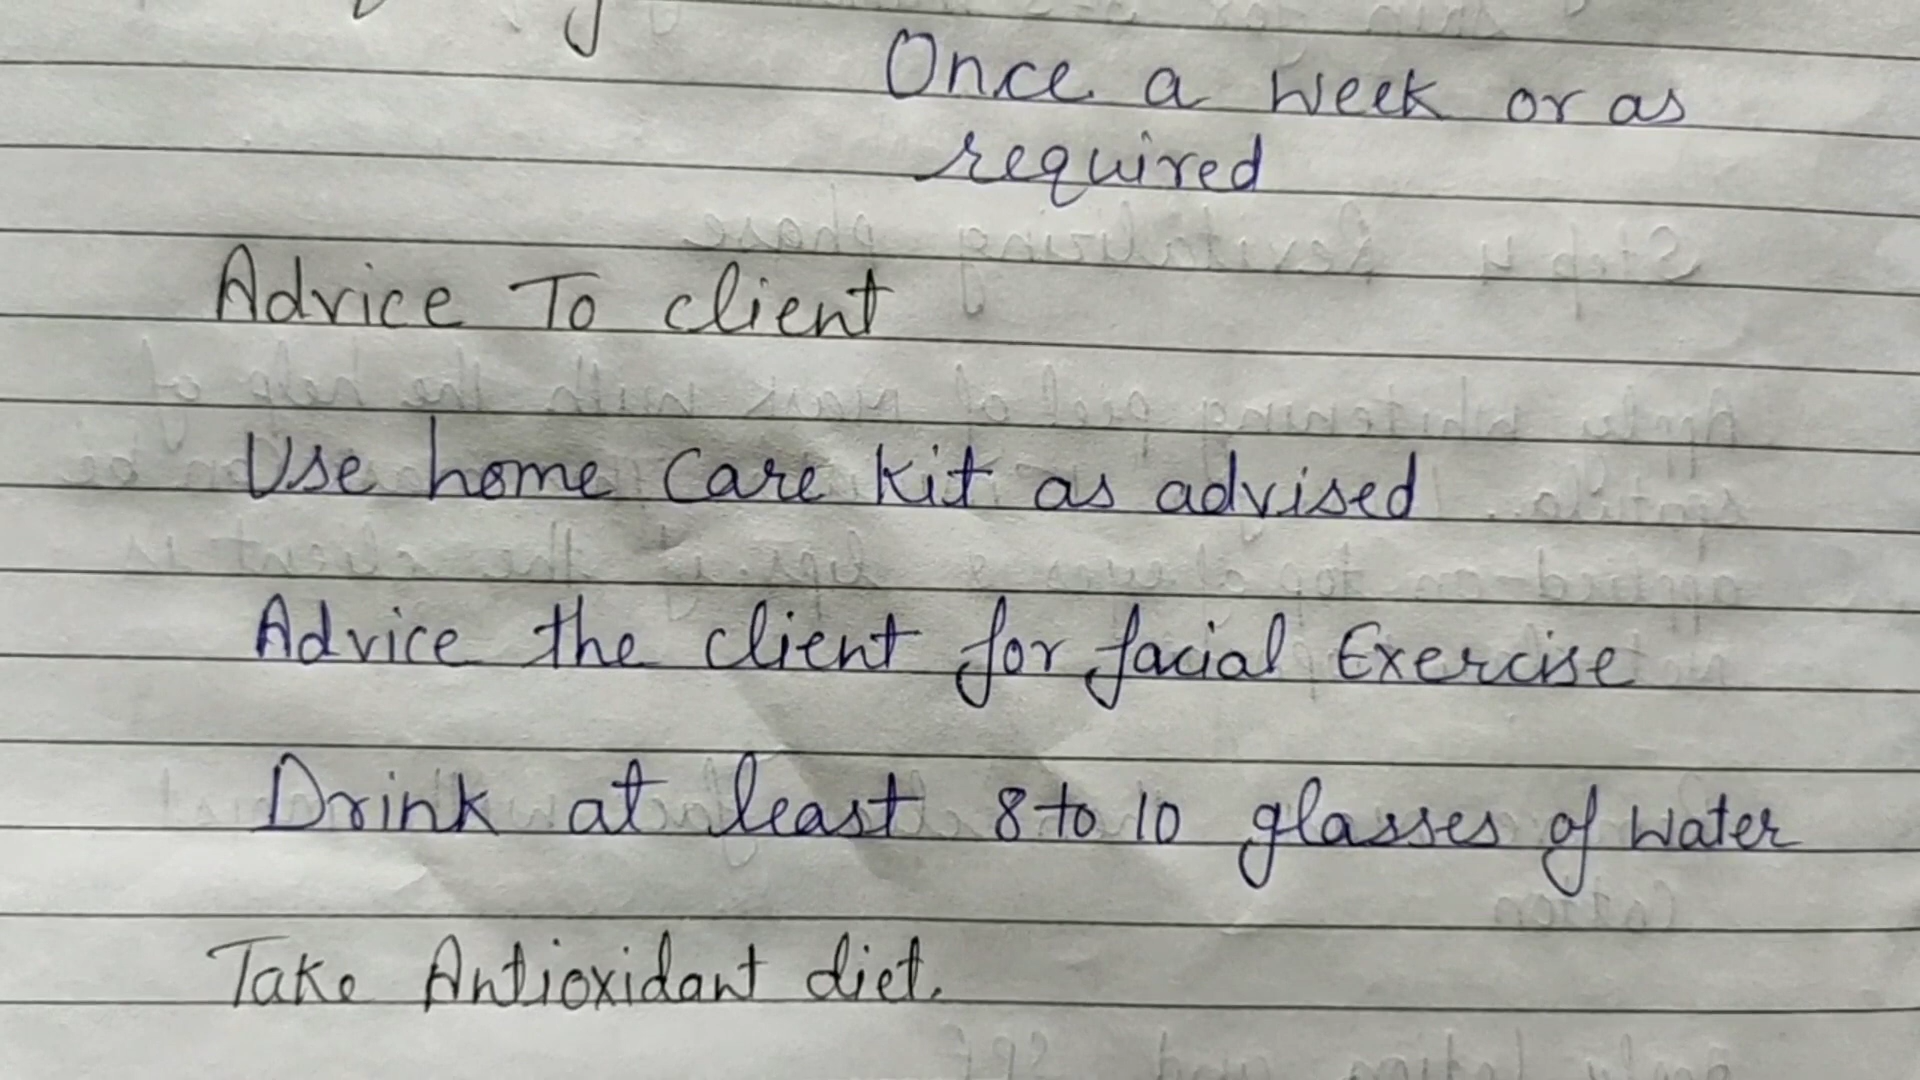 Once a week or as
required
Advice To client
Use home care kit as advised
Advice the client for facial Exercise
Drink at least 8 to 10 glasses of water
Take Antioxidant diet.